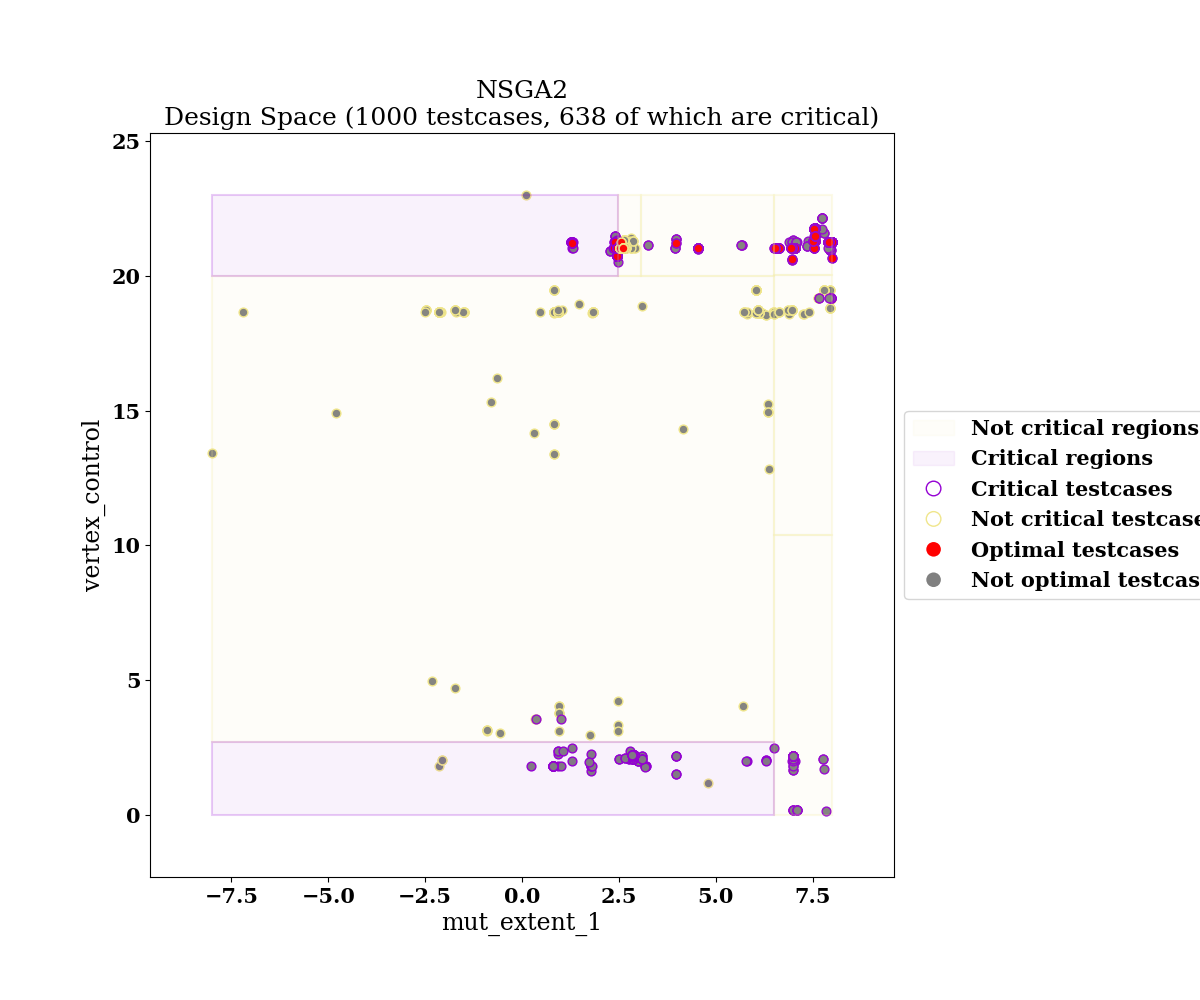 NSGA2
Design Space (1000 testcases, 638 of which are critical)
25
20
15
10
5
0
vertex_control
−7.5 −5.0 −2.5 0.0 2.5 5.0 7.5
mut_extent_1
Not critical regions
Critical regions
Critical testcases
Not critical testcase
Optimal testcases
Not optimal testcas